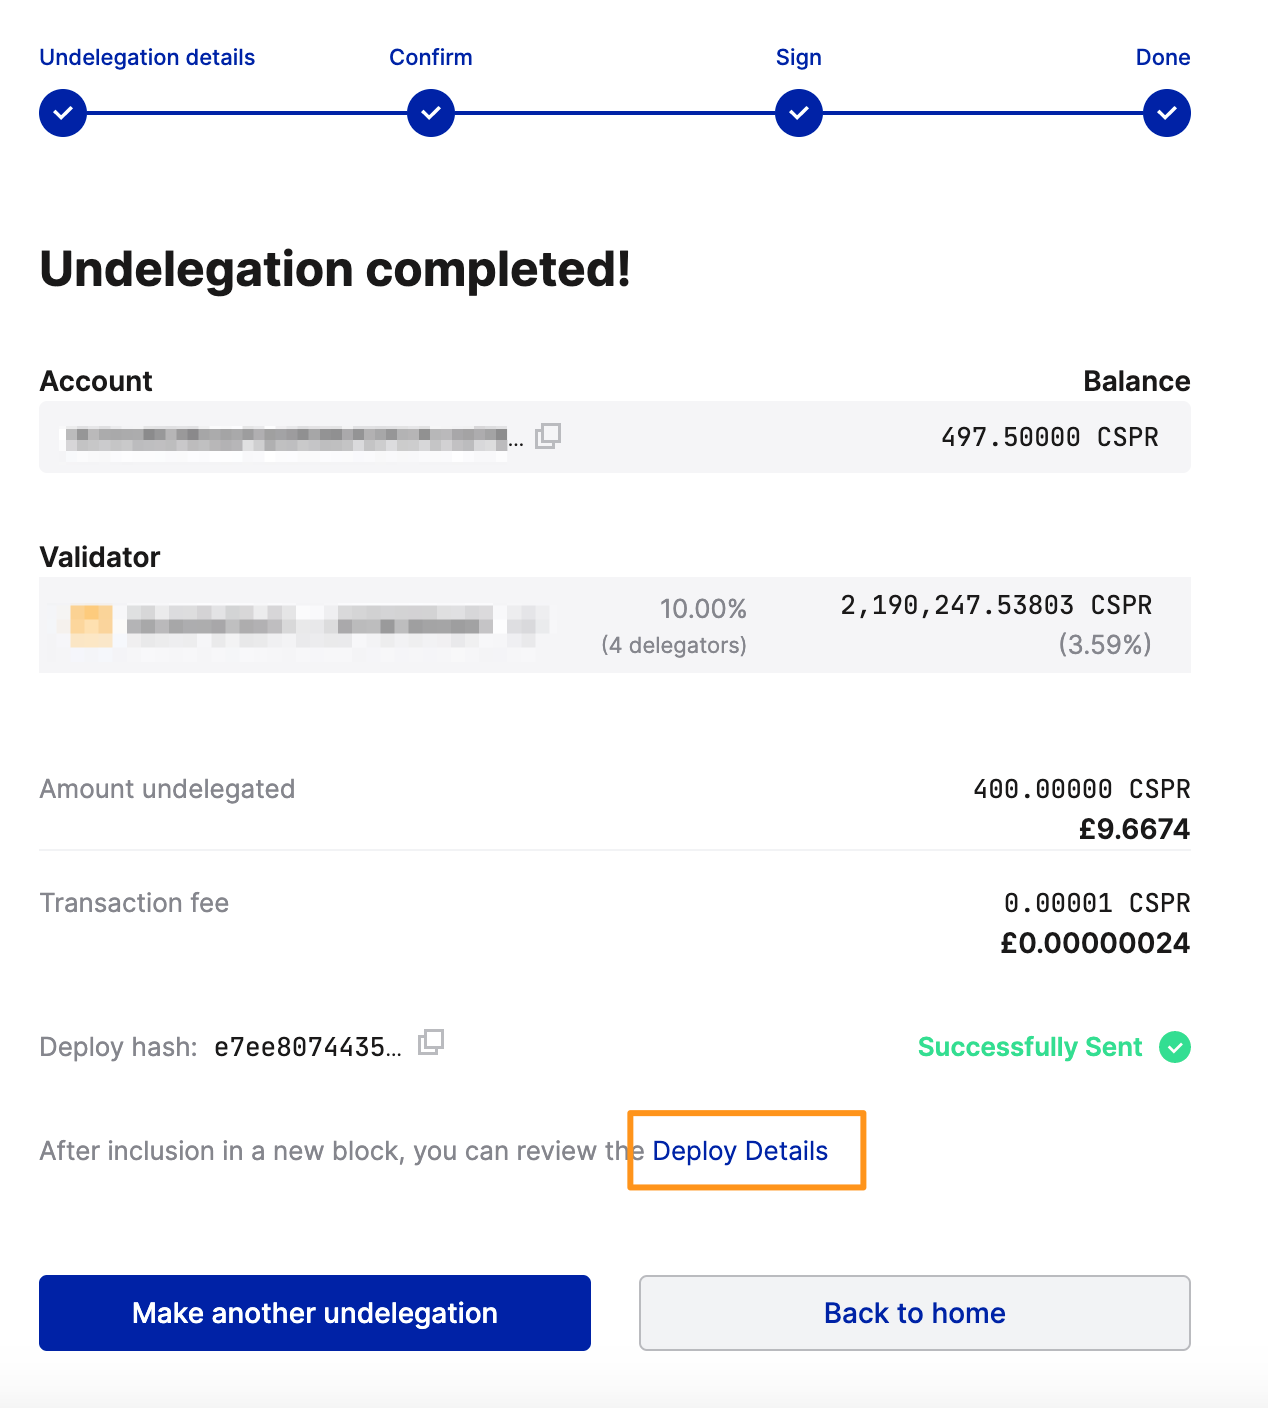 Undelegation details Confirm Sign Done
Undelegation completed!
Account Balance
... 497.50000 CSPR
Validator
10.00% 2,190,247.53803 CSPR
(4 delegators) (3.59%)
Amount undelegated 400.00000 CSPR
£9.6674
Transaction fee 0.00001 CSPR
£0.00000024
Deploy hash: e7ee8074435... Successfully Sent
After inclusion in a new block, you can review the Deploy Details
Make another undelegation Back to home